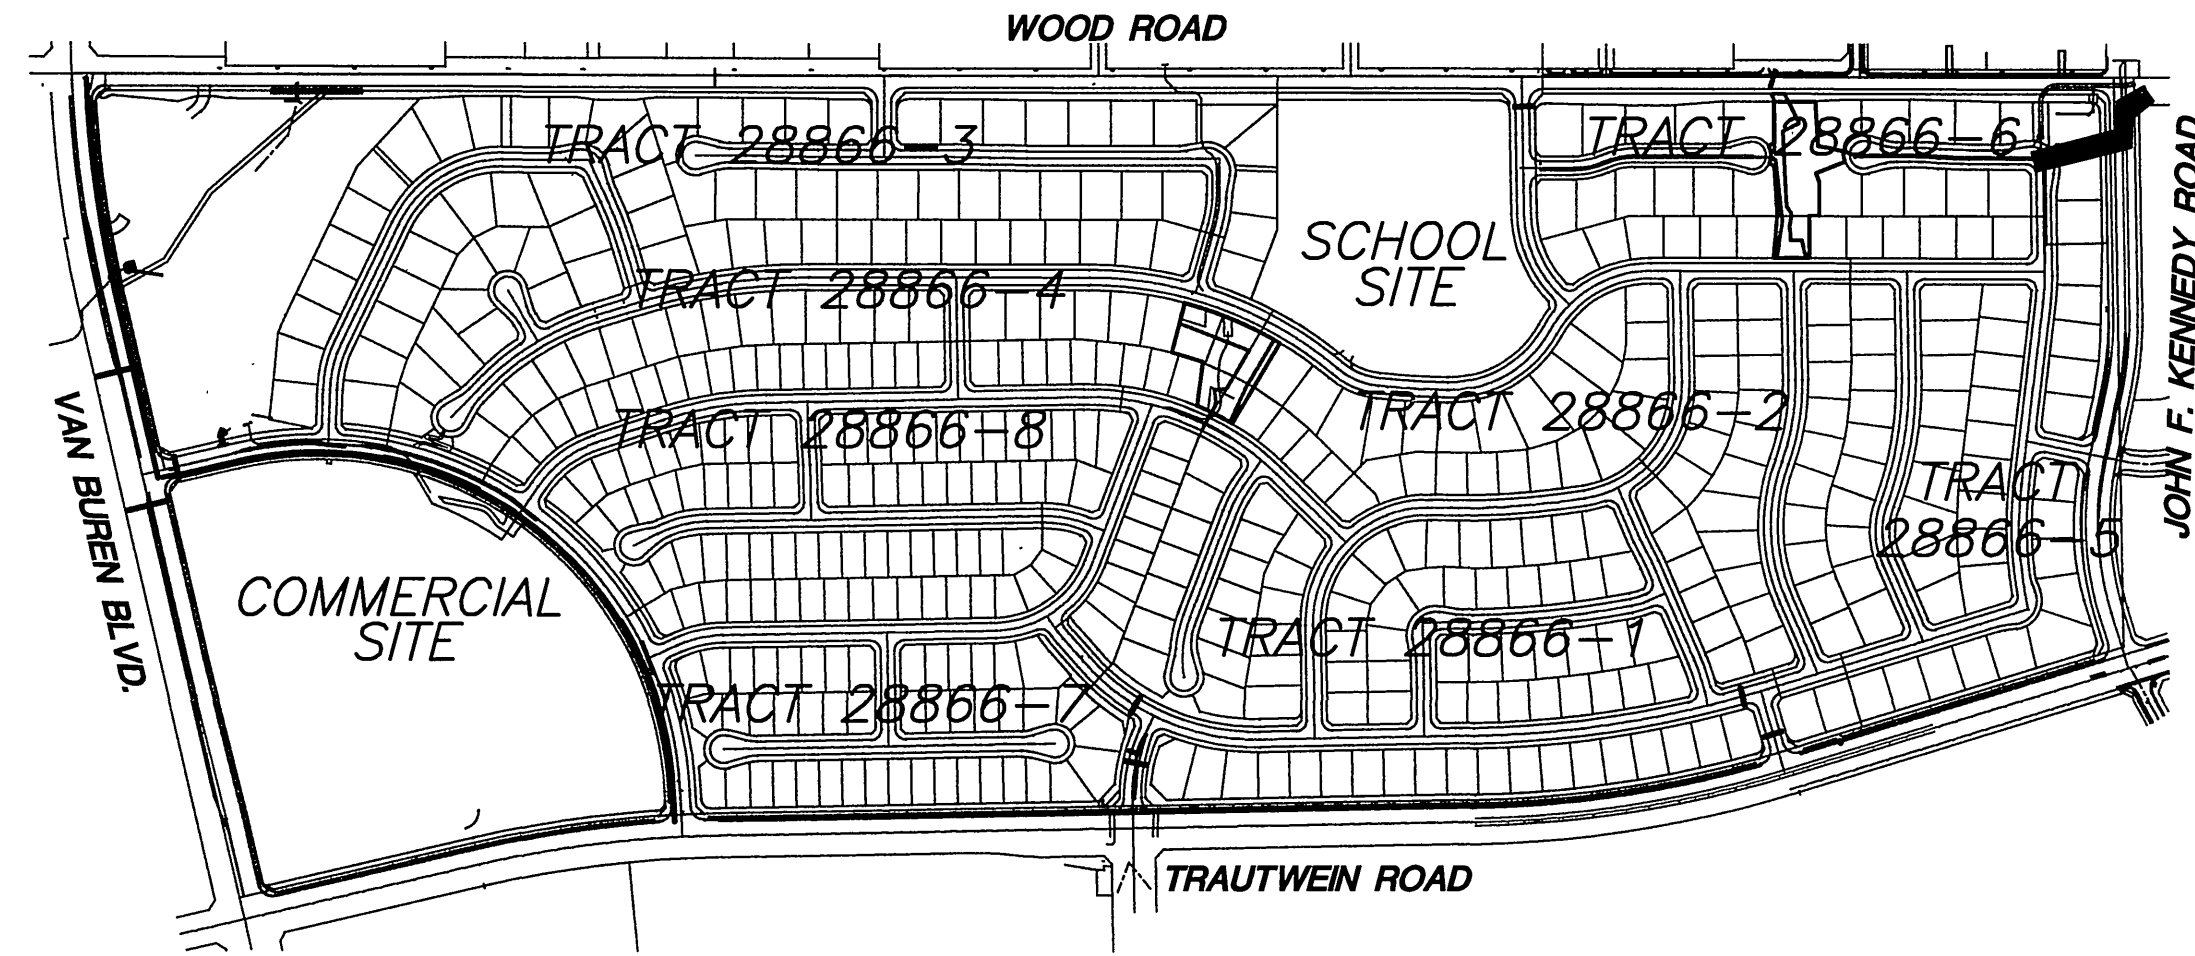 WOOD ROAD
TRACT 28866-3
TRACT 28866-6
JOHN F. KENNEDY ROAD
SCHOOL
SITE
TRACT 28866-4
VAN BUREN BLVD.
TRACT 28866-8
TRACT 28866-2
TRACT
28866-5
COMMERCIAL
SITE
TRACT 28866-1
TRACT 28866-7
TRAUTWEIN ROAD